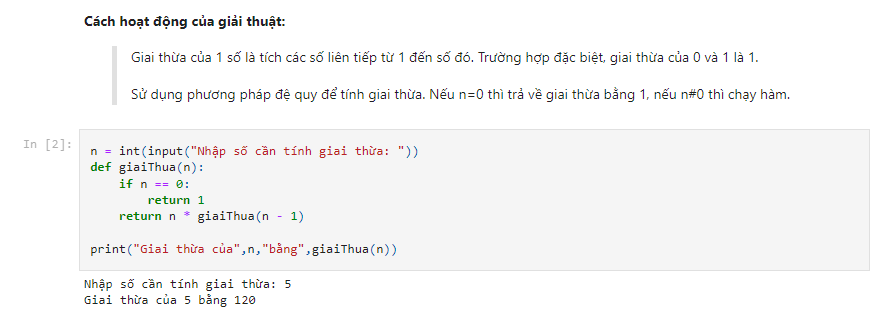 Cách hoạt động của giải thuật:
Giai thừa của 1 số là tích các số liên tiếp từ 1 đến số đó. Trường hợp đặc biệt, giai thừa của 0 và 1 là 1.
Sử dụng phương pháp đệ quy để tính giai thừa. Nếu n=0 thì trả về giai thừa bằng 1, nếu n#0 thì chạy hàm.
In [2]:
n = int(input("Nhập số cần tính giai thừa: "))
def giaiThua(n):
    if n == 0:
        return 1
    return n * giaiThua(n - 1)
print("Giai thừa của",n,"bằng",giaiThua(n))
Nhập số cần tính giai thừa: 5
Giai thừa của 5 bằng 120